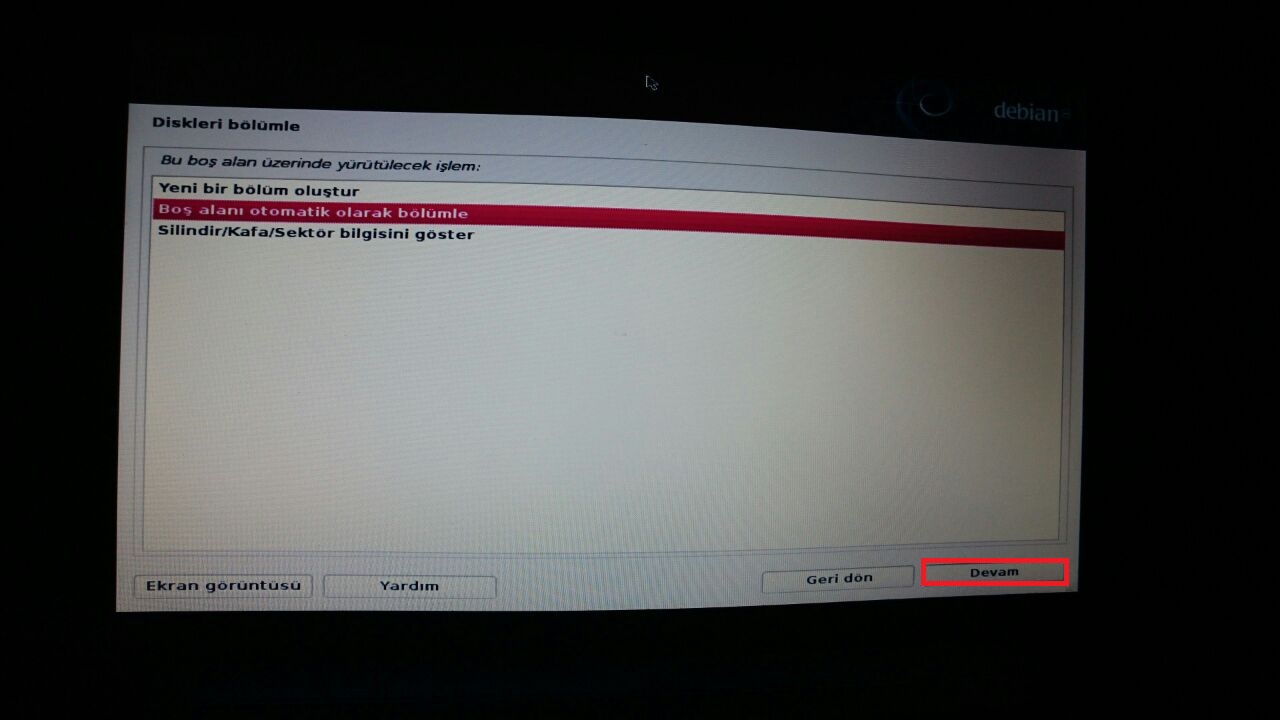 debian
Diskleri bölümle
Bu boş alan üzerinde yürütülecek işlem:
Yeni bir bölüm oluştur
Boş alanı otomatik olarak bölümle
Silindir/Kafa/Sektör bilgisini göster
Ekran görüntüsü
Yardım
Geri dön
Devam